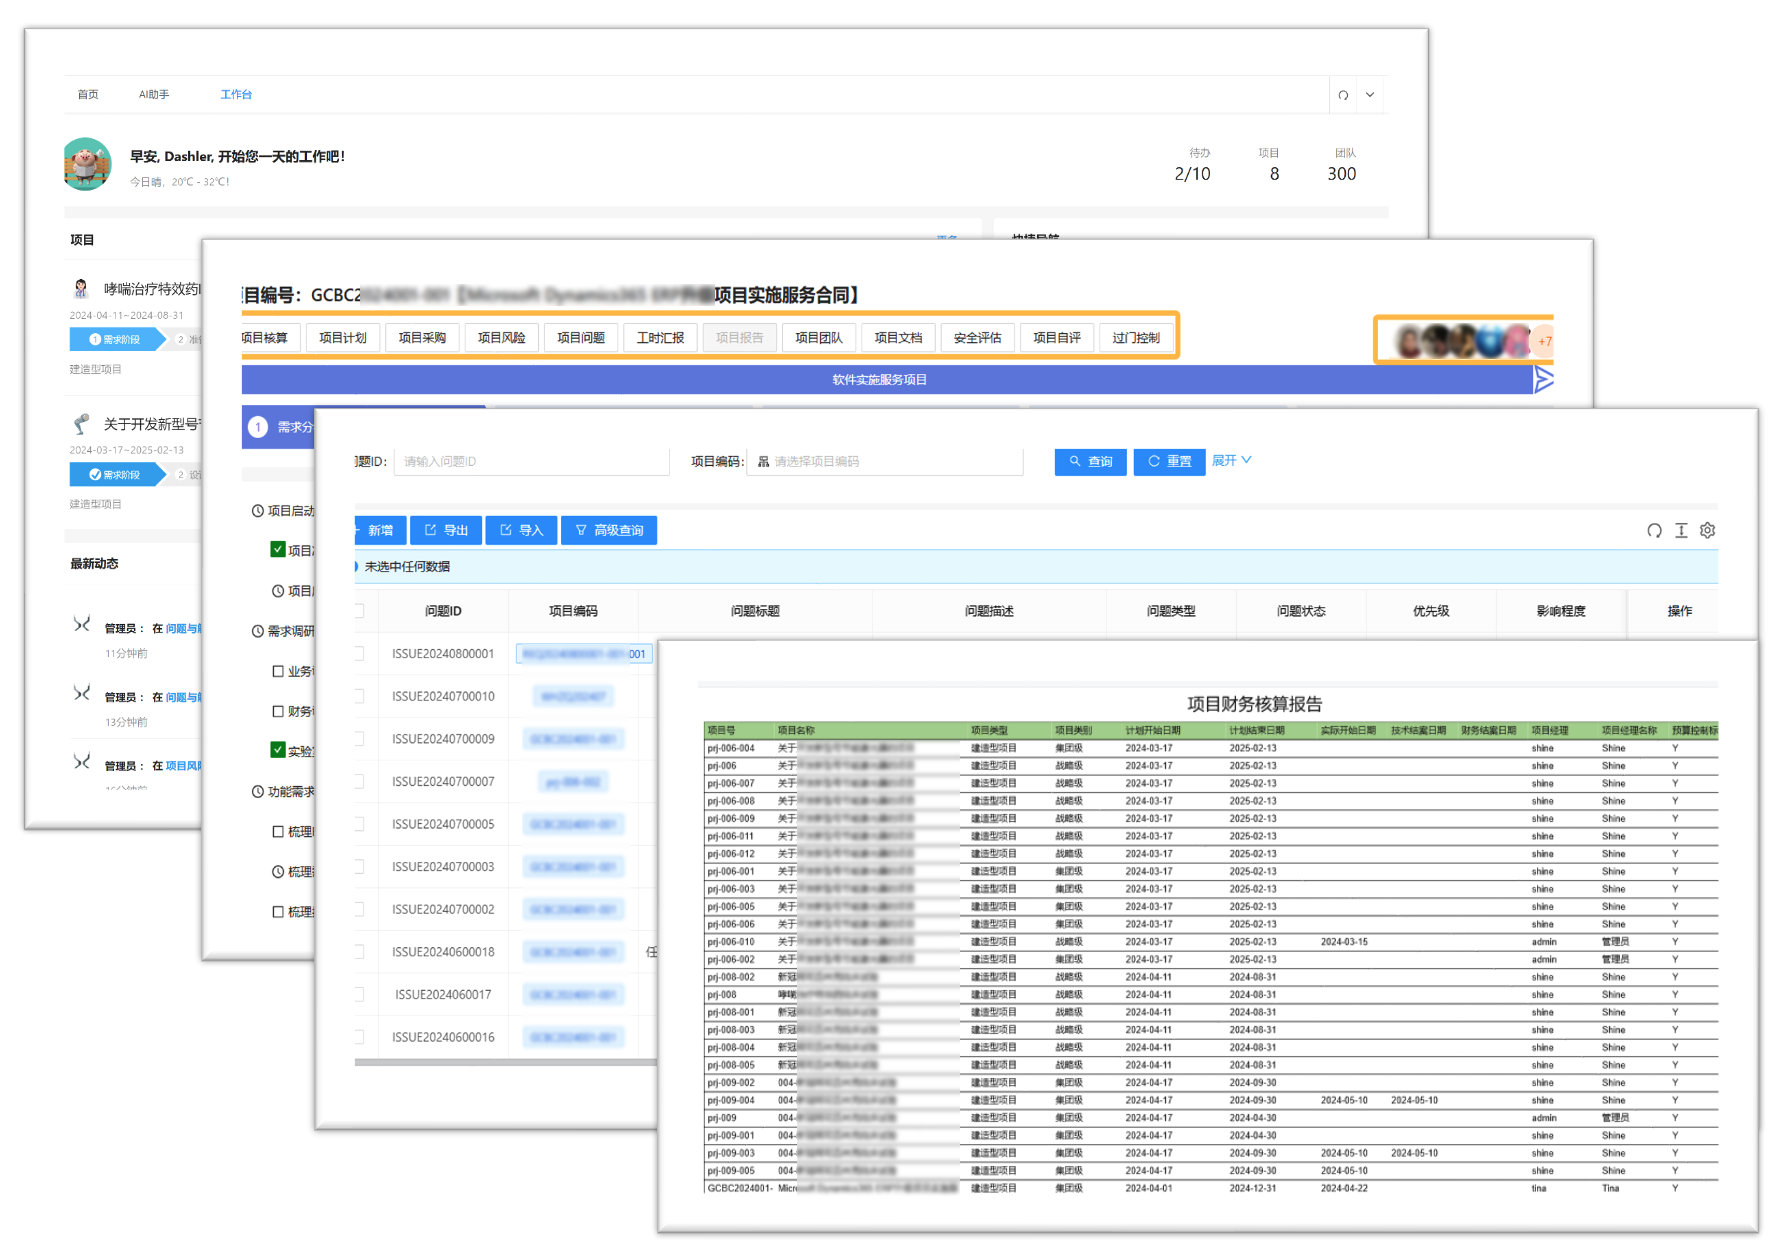 首页 AI助手 工作台
早安, Dashler, 开始您一天的工作吧!
今日晴, 20℃ - 32℃!
待办 项目 团队
2/10 8 300
项目
哮喘治疗特效药
2024-04-11~2024-08-31
1 需求阶段 2
建造型项目
关于开发新型号
2024-03-17~2025-02-13
需求阶段 2
建造型项目
最新动态
管理员： 在 问题与
11分钟前
管理员： 在 问题与
13分钟前
管理员： 在 项目风
项目编号：GCBC2 项目实施服务合同】
项目核算 项目计划 项目采购 项目风险 项目问题 工时汇报 项目报告 项目团队 项目文档 安全评估 项目自评 过门控制
+7
软件实施服务项目
1 需求分
项目启动
项目
项目
需求调研
业务
财务
实验
功能需求
梳理
梳理
梳理
问题ID： 请输入问题ID 项目编码： 请选择项目编码 查询 重置 展开
新增 导出 导入 高级查询
未选中任何数据
问题ID 项目编码 问题标题 问题描述 问题类型 问题状态 优先级 影响程度 操作
ISSUE20240800001 001
ISSUE20240700010
ISSUE20240700009
ISSUE20240700007
ISSUE20240700005
ISSUE20240700003
ISSUE20240700002
ISSUE20240600018 任
ISSUE2024060017
ISSUE20240600016
项目财务核算报告
项目号 项目名称 项目类型 项目类别 计划开始日期 计划结束日期 实际开始日期 技术结案日期 财务结案日期 项目经理 项目经理名称 预算控制标
prj-006-004 关于 建造型项目 集团级 2024-03-17 2025-02-13 shine Shine Y
prj-006 关于 建造型项目 战略级 2024-03-17 2025-02-13 shine Shine Y
prj-006-007 关于 建造型项目 战略级 2024-03-17 2025-02-13 shine Shine Y
prj-006-008 关于 建造型项目 战略级 2024-03-17 2025-02-13 shine Shine Y
prj-006-009 关于 建造型项目 战略级 2024-03-17 2025-02-13 shine Shine Y
prj-006-011 关于 建造型项目 战略级 2024-03-17 2025-02-13 shine Shine Y
prj-006-012 关于 建造型项目 战略级 2024-03-17 2025-02-13 shine Shine Y
prj-006-001 关于 建造型项目 集团级 2024-03-17 2025-02-13 shine Shine Y
prj-006-003 关于 建造型项目 集团级 2024-03-17 2025-02-13 shine Shine Y
prj-006-005 关于 建造型项目 集团级 2024-03-17 2025-02-13 shine Shine Y
prj-006-006 关于 建造型项目 集团级 2024-03-17 2025-02-13 shine Shine Y
prj-006-010 关于 建造型项目 战略级 2024-03-17 2025-02-13 2024-03-15 admin 管理员 Y
prj-006-002 关于 建造型项目 集团级 2024-03-17 2025-02-13 admin 管理员 Y
prj-008-002 新冠 建造型项目 战略级 2024-04-11 2024-08-31 shine Shine Y
prj-008 哮喘 建造型项目 战略级 2024-04-11 2024-08-31 shine Shine Y
prj-008-001 新冠 建造型项目 战略级 2024-04-11 2024-08-31 shine Shine Y
prj-008-003 新冠 建造型项目 战略级 2024-04-11 2024-08-31 shine Shine Y
prj-008-004 新冠 建造型项目 战略级 2024-04-11 2024-08-31 shine Shine Y
prj-008-005 新冠 建造型项目 战略级 2024-04-11 2024-08-31 shine Shine Y
prj-009-002 004- 建造型项目 集团级 2024-04-17 2024-09-30 shine Shine Y
prj-009-004 004- 建造型项目 集团级 2024-04-17 2024-09-30 2024-05-10 2024-05-10 shine Shine Y
prj-009 004- 建造型项目 集团级 2024-04-17 2024-04-30 admin 管理员 Y
prj-009-001 004- 建造型项目 集团级 2024-04-17 2024-04-30 shine Shine Y
prj-009-003 004- 建造型项目 集团级 2024-04-17 2024-09-30 2024-05-10 2024-05-10 shine Shine Y
prj-009-005 004- 建造型项目 集团级 2024-04-17 2024-09-30 2024-05-10 shine Shine Y
GCBC2024001- Micro 建造型项目 集团级 2024-04-01 2024-12-31 2024-04-22 tina Tina Y